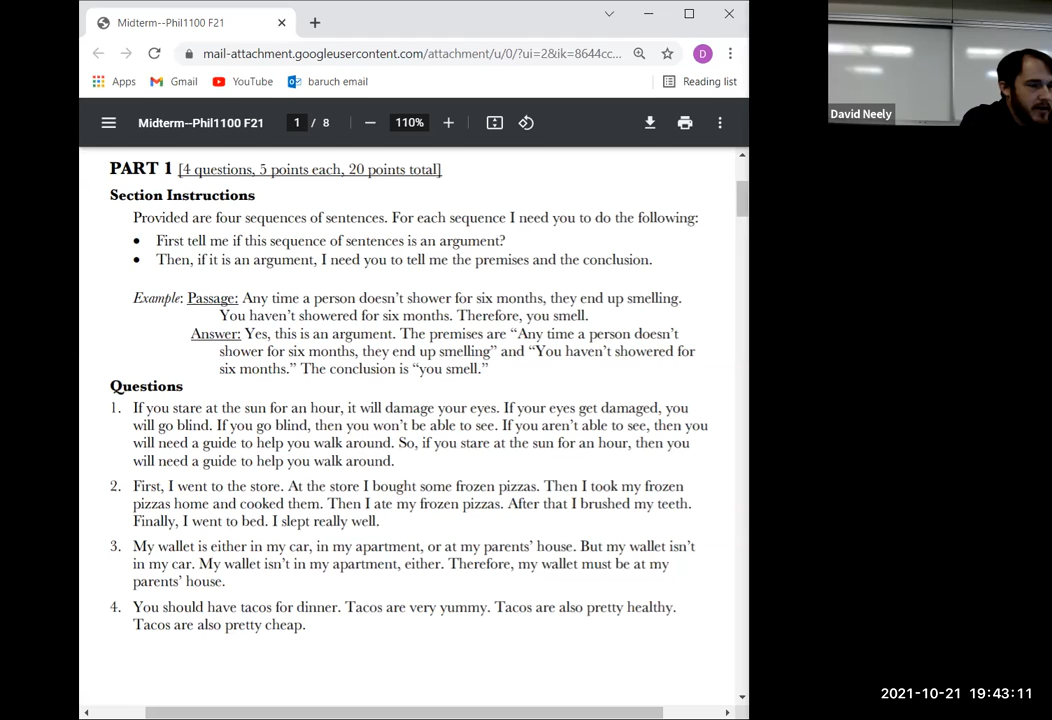 Midterm--Phil1100 F21
mail-attachment.googleusercontent.com/attachment/u/0/?ui=2&ik=8644cc...
D
Apps
Gmail
YouTube
baruch email
Reading list
Midterm--Phil1100 F21
1 / 8
110%
David Neely
PART 1 [4 questions, 5 points each, 20 points total]
Section Instructions
Provided are four sequences of sentences. For each sequence I need you to do the following:
• First tell me if this sequence of sentences is an argument?
• Then, if it is an argument, I need you to tell me the premises and the conclusion.
Example: Passage: Any time a person doesn't shower for six months, they end up smelling.
You haven't showered for six months. Therefore, you smell.
Answer: Yes, this is an argument. The premises are “Any time a person doesn't
shower for six months, they end up smelling” and “You haven't showered for
six months.” The conclusion is “you smell.”
Questions
1. If you stare at the sun for an hour, it will damage your eyes. If your eyes get damaged, you
will go blind. If you go blind, then you won't be able to see. If you aren't able to see, then you
will need a guide to help you walk around. So, if you stare at the sun for an hour, then you
will need a guide to help you walk around.
2. First, I went to the store. At the store I bought some frozen pizzas. Then I took my frozen
pizzas home and cooked them. Then I ate my frozen pizzas. After that I brushed my teeth.
Finally, I went to bed. I slept really well.
3. My wallet is either in my car, in my apartment, or at my parents' house. But my wallet isn't
in my car. My wallet isn't in my apartment, either. Therefore, my wallet must be at my
parents' house.
4. You should have tacos for dinner. Tacos are very yummy. Tacos are also pretty healthy.
Tacos are also pretty cheap.
2021-10-21 19:43:11